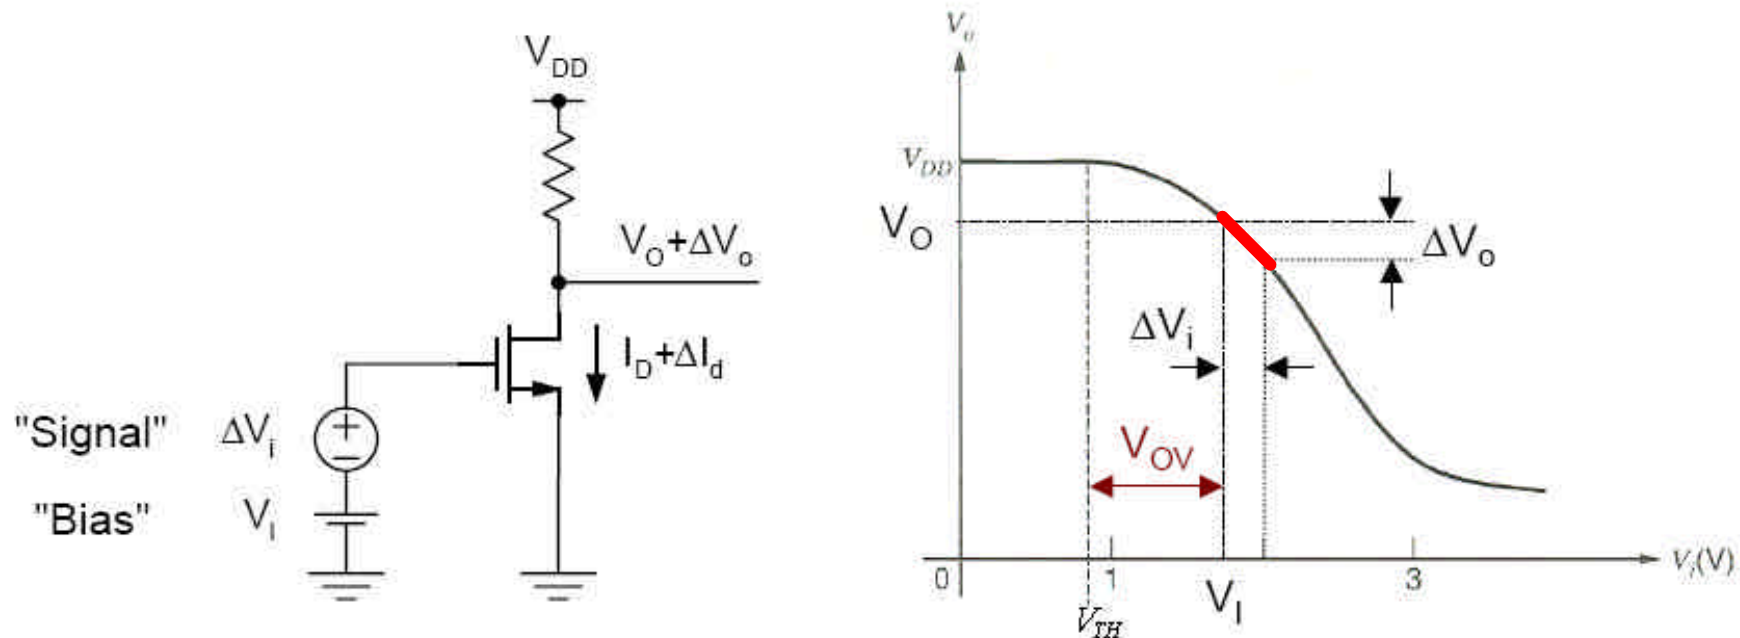 V_DD
V_O+ΔV_o
I_D+ΔI_d
"Signal" ΔV_i
+
−
"Bias" V_I
V_o
V_DD
V_O
ΔV_o
ΔV_i
V_OV
0 1 3 V_i(V)
V_TH V_I